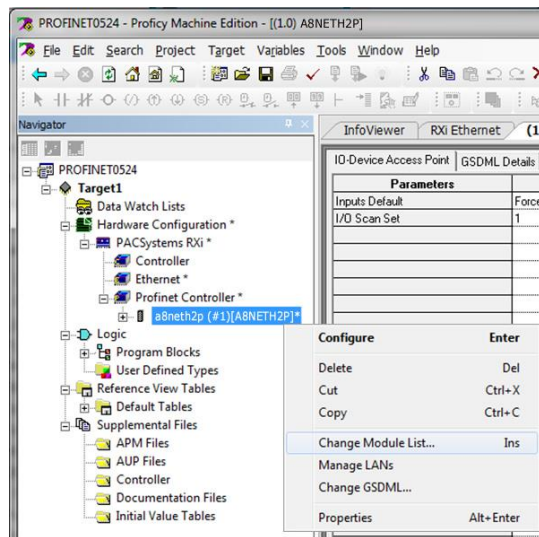 PROFINET0524 - Proficy Machine Edition - [(1.0) A8NETH2P]
File Edit Search Project Target Variables Tools Window Help
Navigator
InfoViewer RXi Ethernet (1
IO-Device Access Point GSDML Details
Parameters
Inputs Default Force
I/O Scan Set 1
PROFINET0524
Target1
Data Watch Lists
Hardware Configuration *
PACSystems RXi *
Controller
Ethernet *
Profinet Controller *
a8neth2p (#1)[A8NETH2P]*
Logic
Program Blocks
User Defined Types
Reference View Tables
Default Tables
Supplemental Files
APM Files
AUP Files
Controller
Documentation Files
Initial Value Tables
Configure Enter
Delete Del
Cut Ctrl+X
Copy Ctrl+C
Change Module List... Ins
Manage LANs
Change GSDML...
Properties Alt+Enter